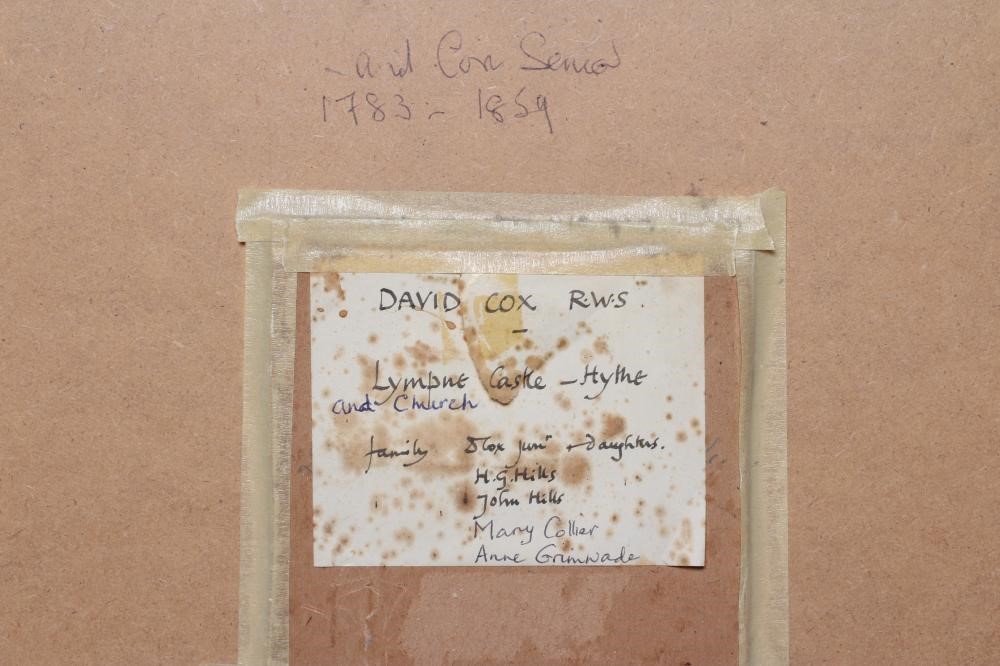 and Cox Senior
1783 - 1859
DAVID COX R.W.S.
-
Lympne Castle - Hythe
and Church
family D Cox junr + daughters.
H.G. Hills
John Hills
Mary Collier
Anne Grimwade